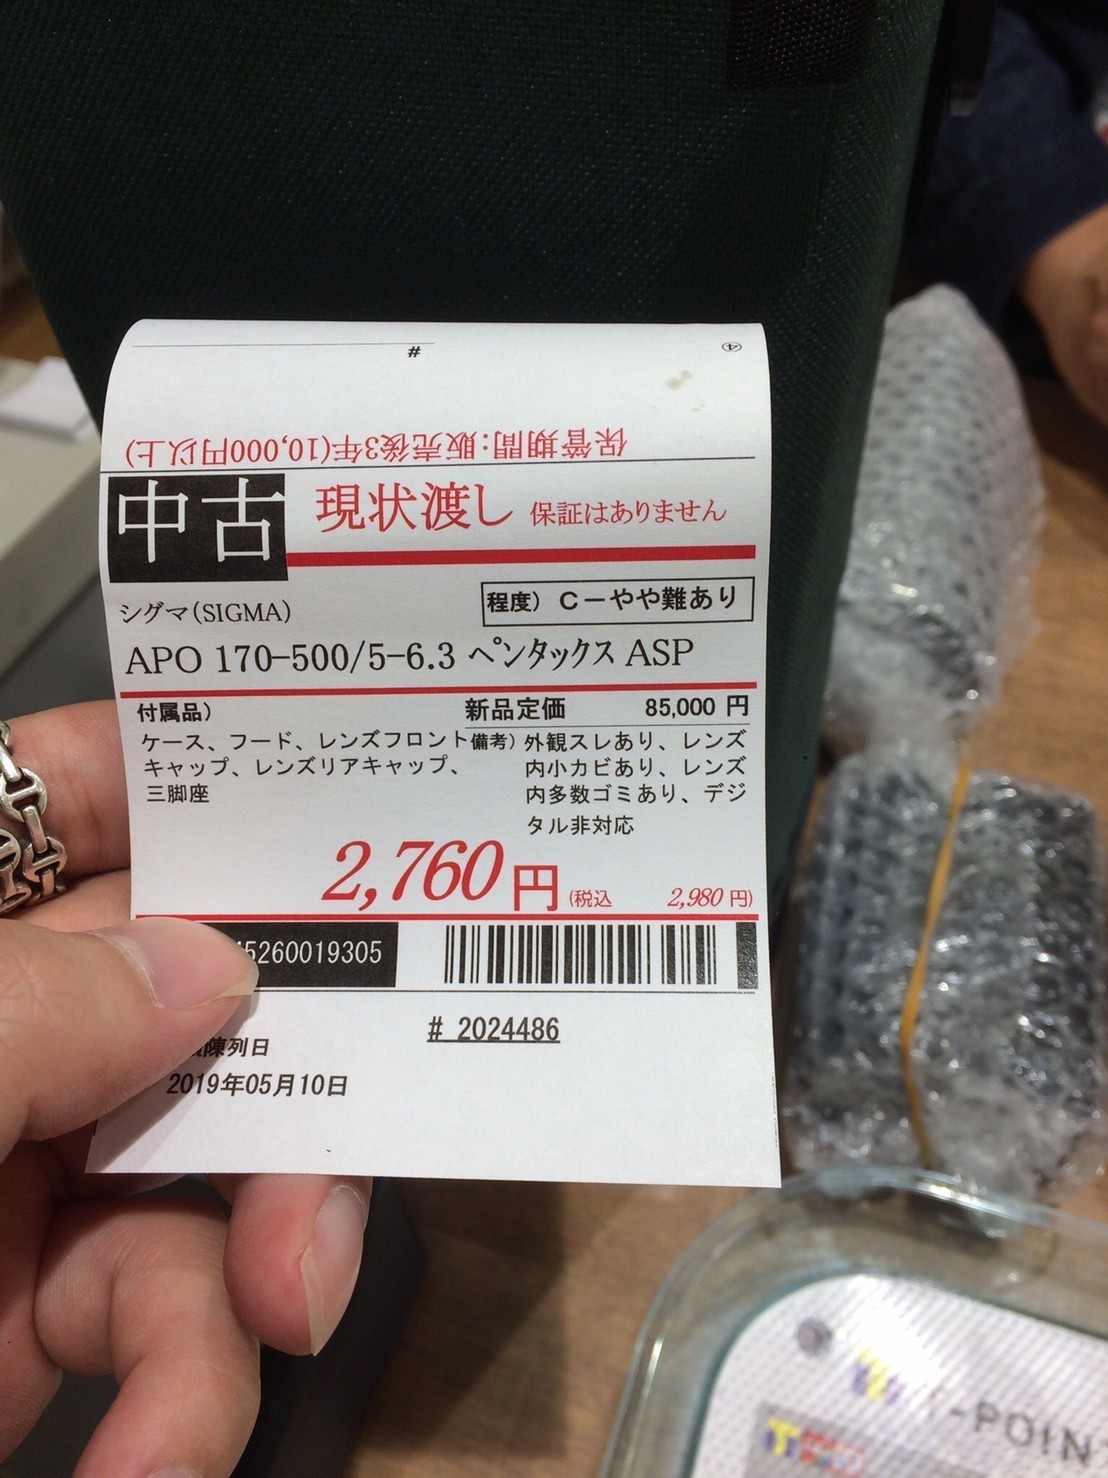 #
④
保管期間:販売後3年(10,000円以上)
中古 現状渡し 保証はありません
シグマ(SIGMA)
程度) C-やや難あり
APO 170-500/5-6.3 ペンタックス ASP
付属品)
ケース、フード、レンズフロント
キャップ、レンズリアキャップ、
三脚座
新品定価 85,000 円
備考) 外観スレあり、レンズ
内小カビあり、レンズ
内多数ゴミあり、デジ
タル非対応
2,760 円 (税込 2,980 円)
5260019305
# 2024486
陳列日
2019年05月10日
T-POIN